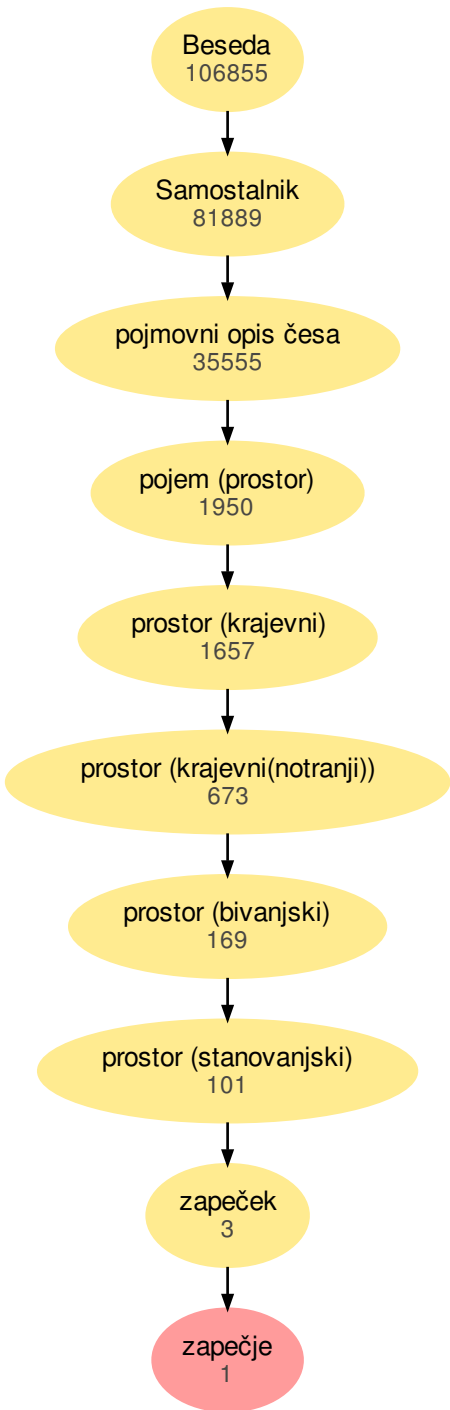 Beseda
106855
Samostalnik
81889
pojmovni opis česa
35555
pojem (prostor)
1950
prostor (krajevni)
1657
prostor (krajevni(notranji))
673
prostor (bivanjski)
169
prostor (stanovanjski)
101
zapeček
3
zapečje
1